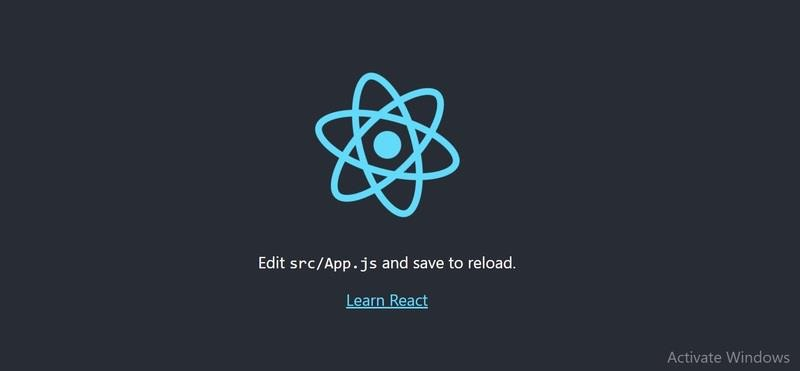 Edit src/App.js and save to reload.
Learn React
Activate Windows